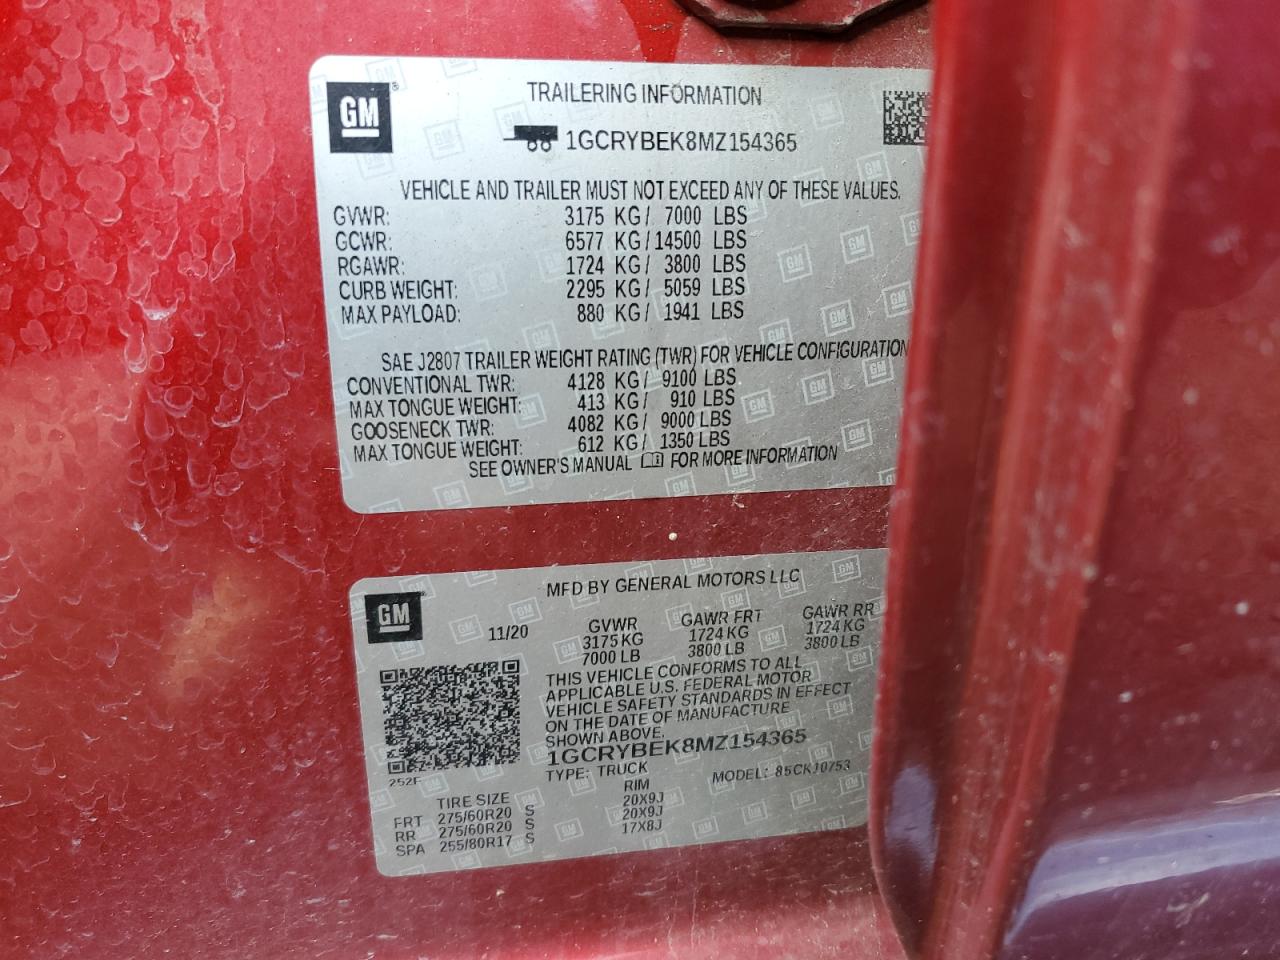 GM
TRAILERING INFORMATION
1GCRYBEK8MZ154365
VEHICLE AND TRAILER MUST NOT EXCEED ANY OF THESE VALUES.
GVWR: 3175 KG / 7000 LBS
GCWR: 6577 KG / 14500 LBS
RGAWR: 1724 KG / 3800 LBS
CURB WEIGHT: 2295 KG / 5059 LBS
MAX PAYLOAD: 880 KG / 1941 LBS
SAE J2807 TRAILER WEIGHT RATING (TWR) FOR VEHICLE CONFIGURATION
CONVENTIONAL TWR: 4128 KG / 9100 LBS
MAX TONGUE WEIGHT: 413 KG / 910 LBS
GOOSENECK TWR: 4082 KG / 9000 LBS
MAX TONGUE WEIGHT: 612 KG / 1350 LBS
SEE OWNER'S MANUAL FOR MORE INFORMATION
GM
MFD BY GENERAL MOTORS LLC
11/20 GVWR GAWR FRT GAWR RR
3175 KG 1724 KG 1724 KG
7000 LB 3800 LB 3800 LB
THIS VEHICLE CONFORMS TO ALL
APPLICABLE U.S. FEDERAL MOTOR
VEHICLE SAFETY STANDARDS IN EFFECT
ON THE DATE OF MANUFACTURE
SHOWN ABOVE.
1GCRYBEK8MZ154365
TYPE: TRUCK MODEL: 85CKJ0753
252F
TIRE SIZE RIM
FRT 275/60R20 S 20X9J
RR 275/60R20 S 20X9J
SPA 255/80R17 S 17X8J